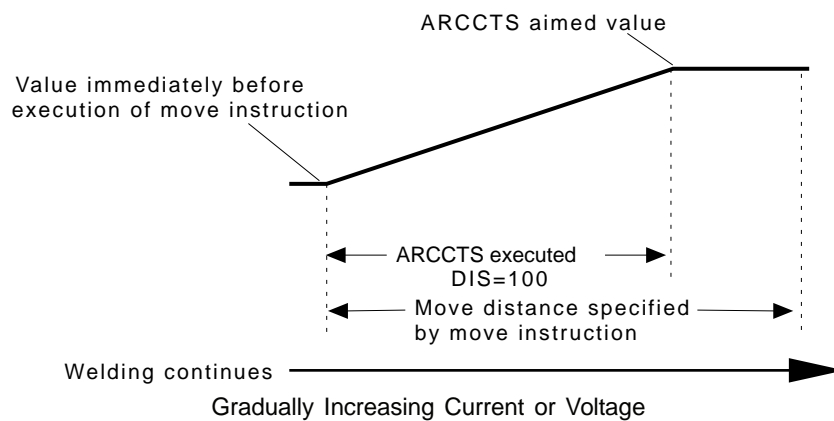 ARCCTS aimed value
Value immediately before
execution of move instruction
ARCCTS executed
DIS=100
Move distance specified
by move instruction
Welding continues
Gradually Increasing Current or Voltage